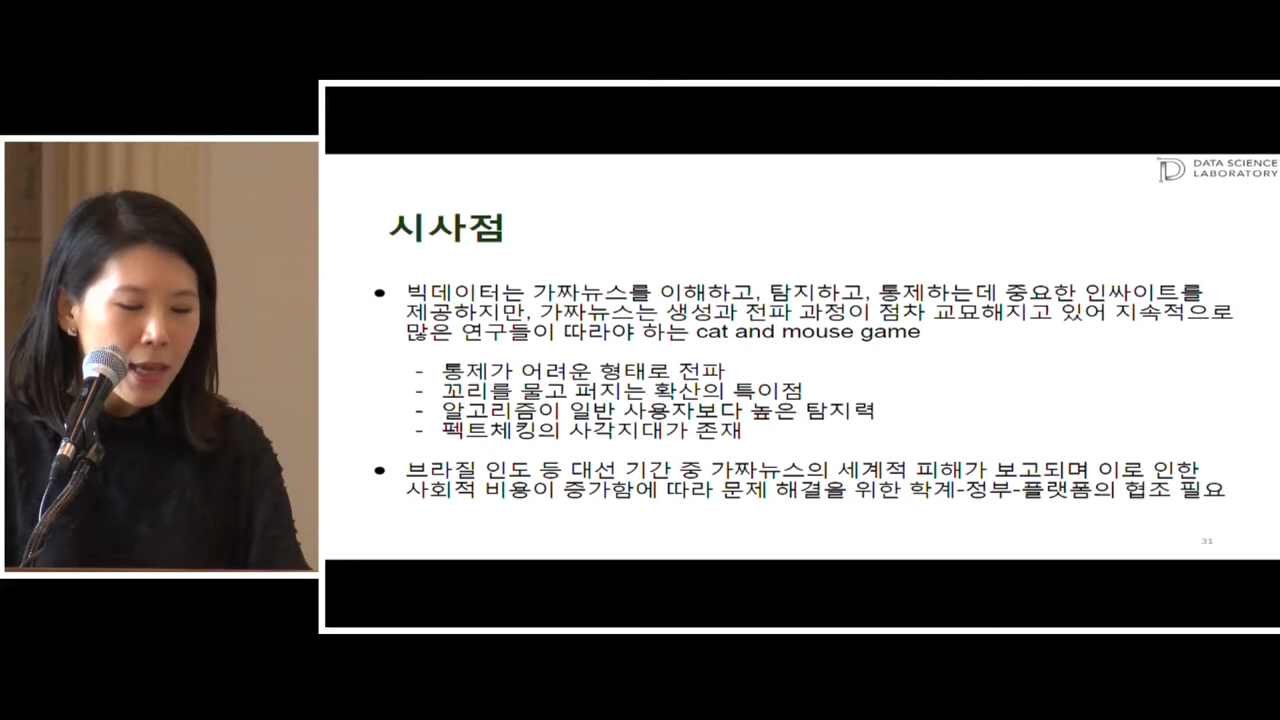 DATA SCIENCE
LABORATORY
시사점
● 빅데이터는 가짜뉴스를 이해하고, 탐지하고, 통제하는데 중요한 인싸이트를
제공하지만, 가짜뉴스는 생성과 전파 과정이 점차 교묘해지고 있어 지속적으로
많은 연구들이 따라야 하는 cat and mouse game
- 통제가 어려운 형태로 전파
- 꼬리를 물고 퍼지는 확산의 특이점
- 알고리즘이 일반 사용자보다 높은 탐지력
- 펙트체킹의 사각지대가 존재
● 브라질 인도 등 대선 기간 중 가짜뉴스의 세계적 피해가 보고되며 이로 인한
사회적 비용이 증가함에 따라 문제 해결을 위한 학계-정부-플랫폼의 협조 필요
31